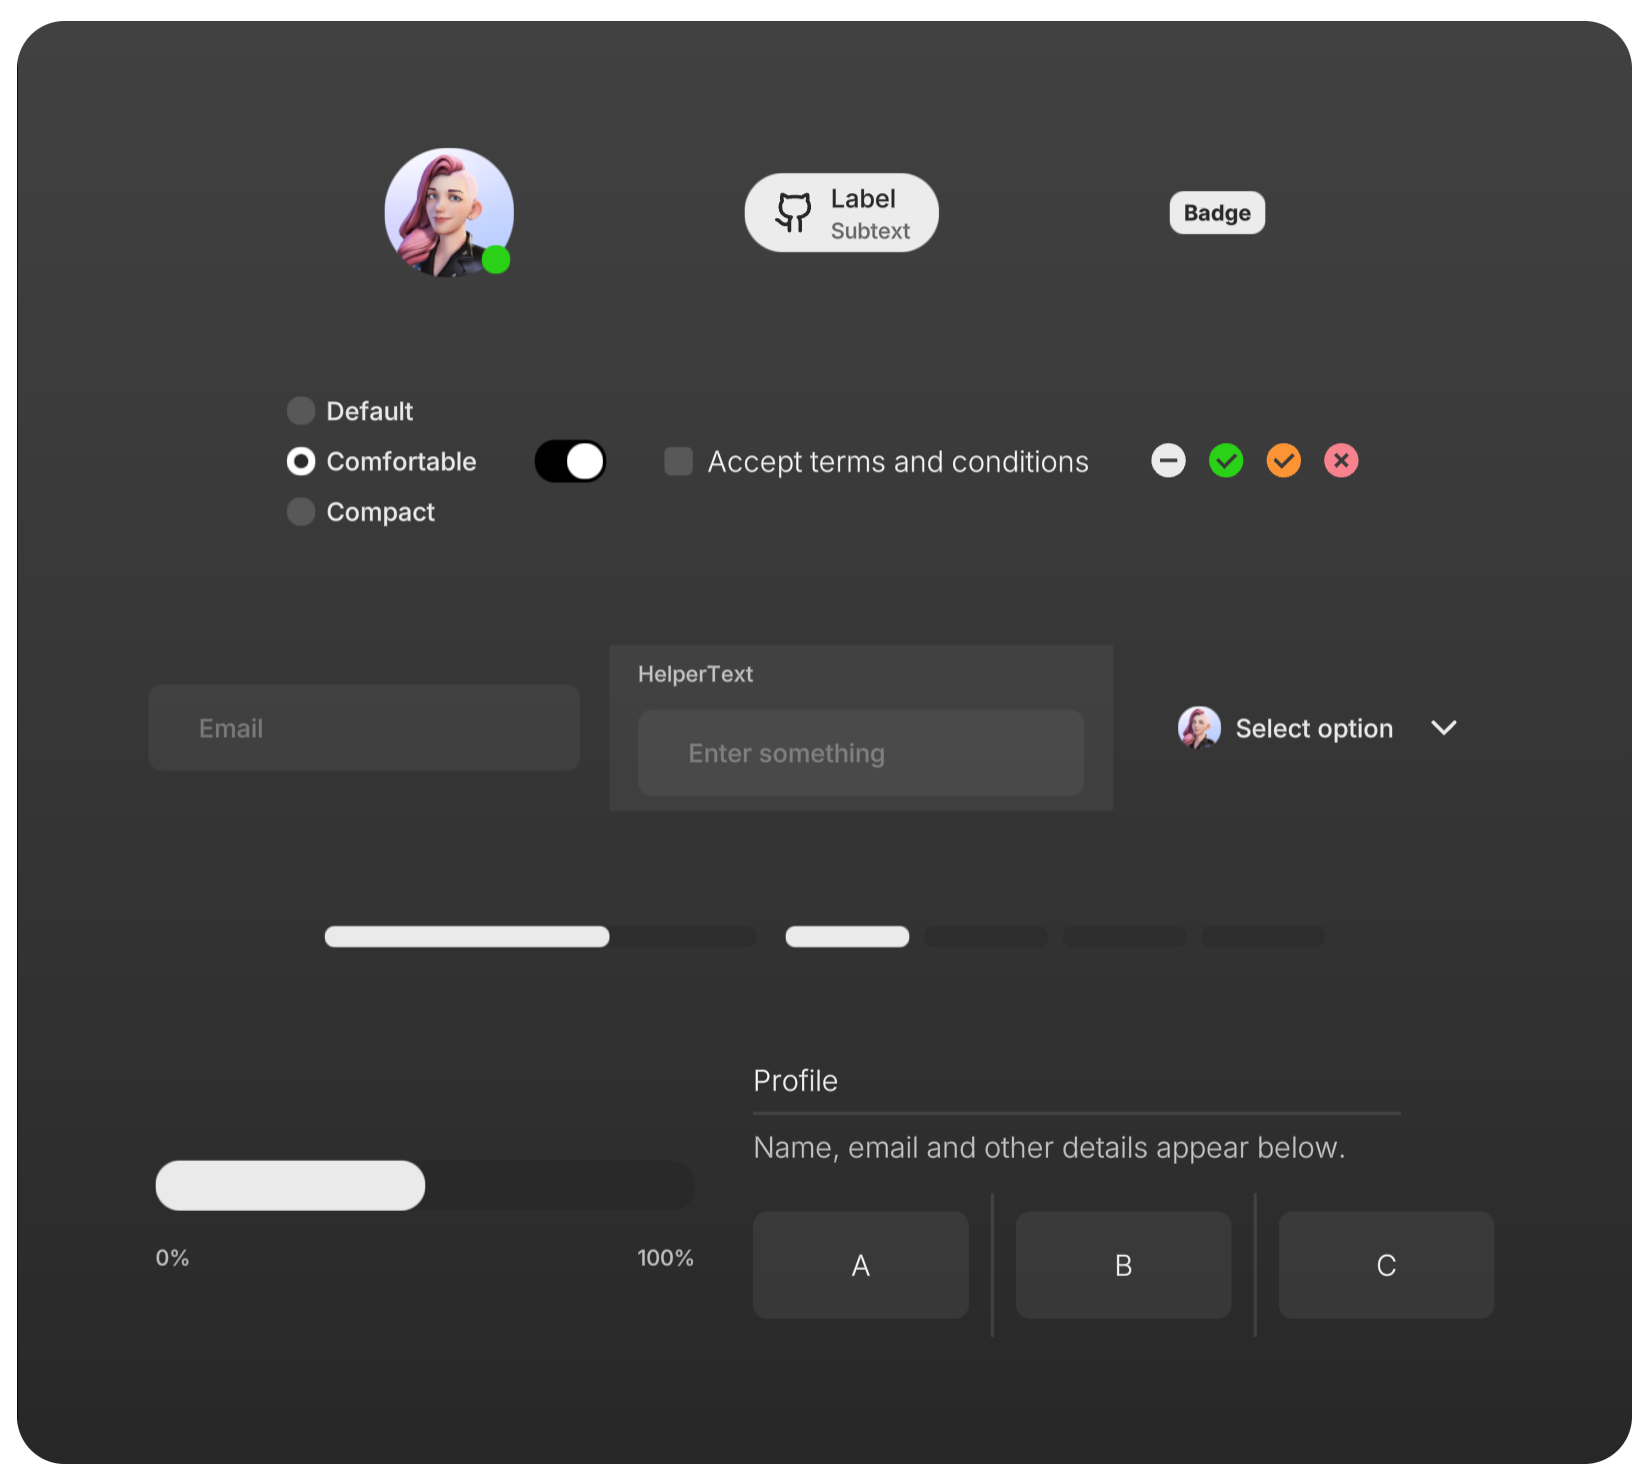 Label
Subtext
Badge
Default
Comfortable
Compact
Accept terms and conditions
Email
HelperText
Enter something
Select option
Profile
Name, email and other details appear below.
0%
100%
A
B
C